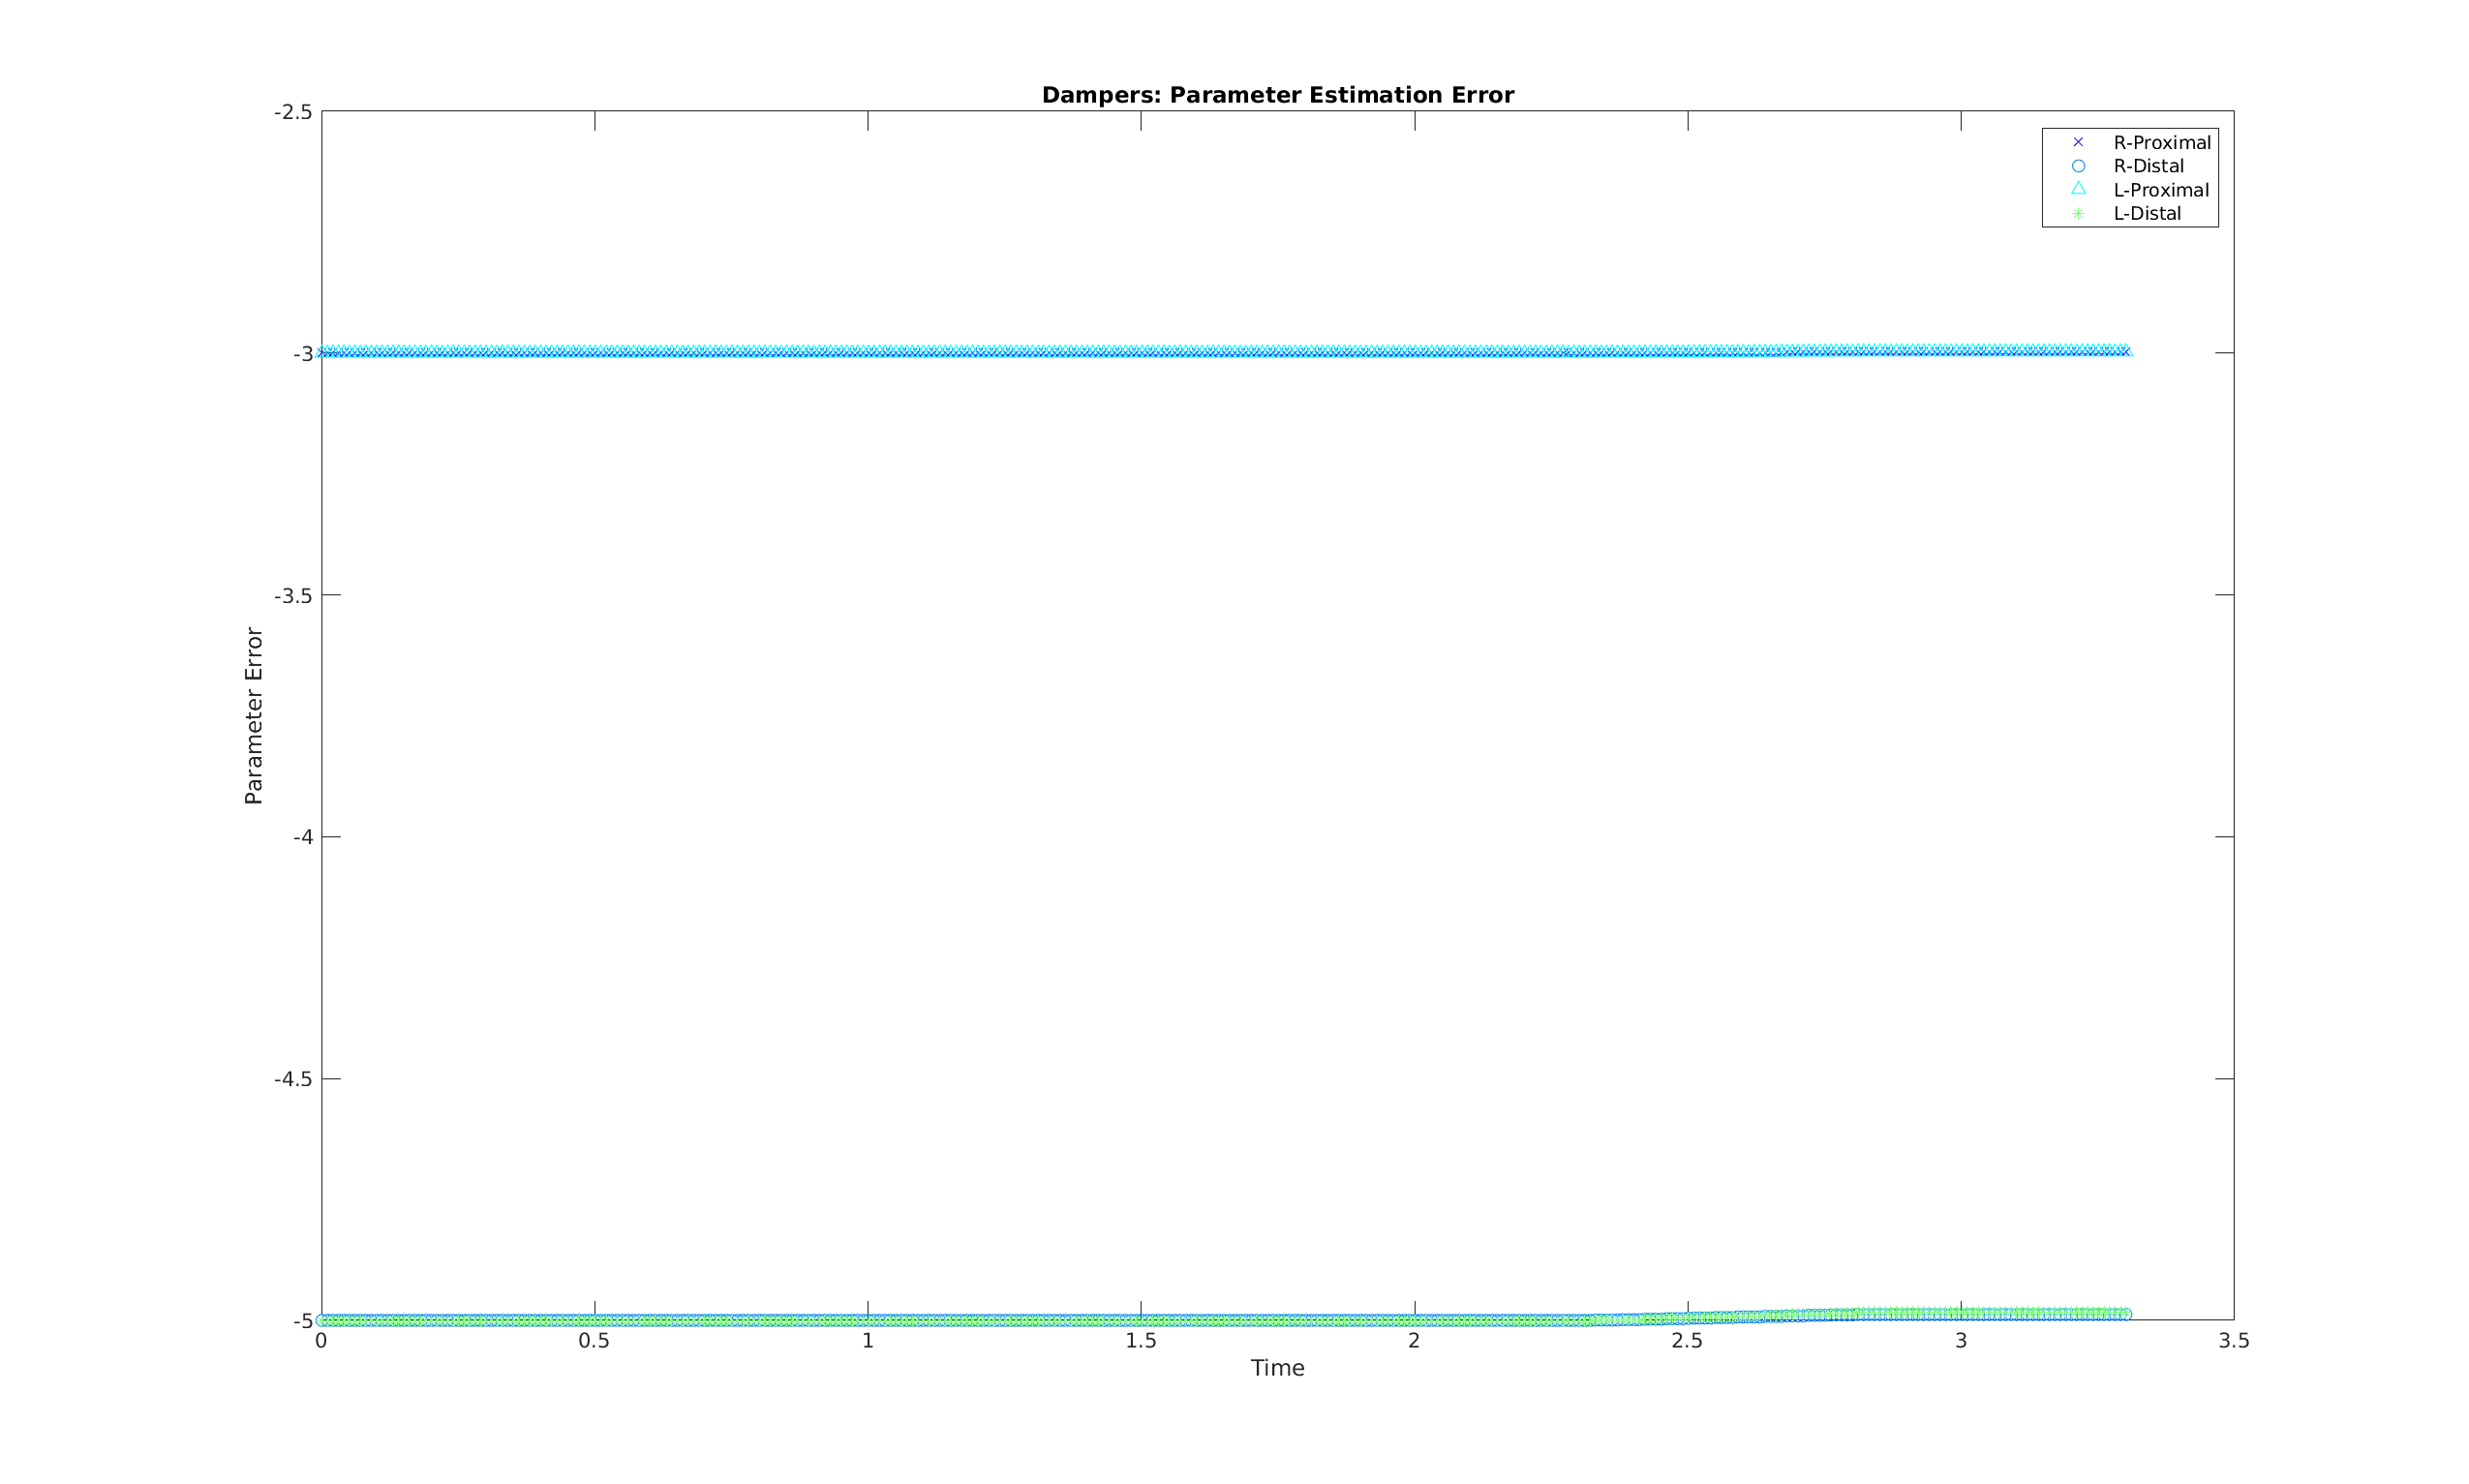 Dampers: Parameter Estimation Error
-2.5
R-Proximal
R-Distal
L-Proximal
L-Distal
-3
-3.5
Parameter Error
-4
-4.5
-5
0 0.5 1 1.5 2 2.5 3 3.5
Time